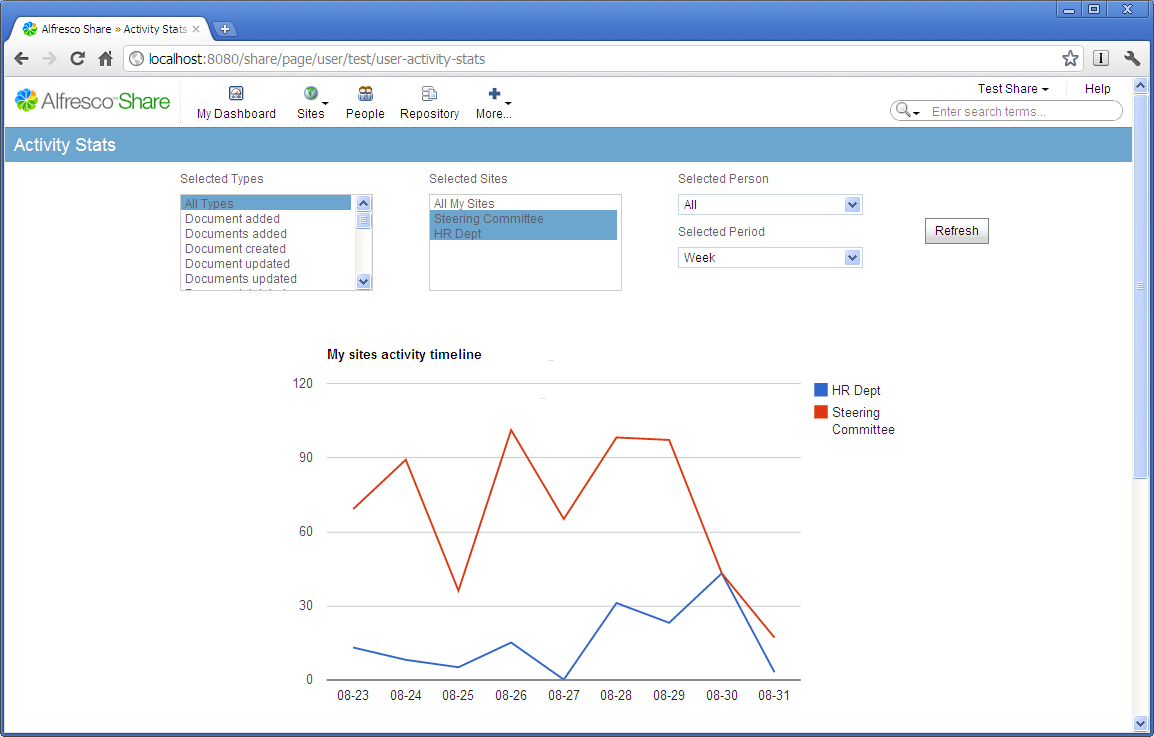 Alfresco Share » Activity Stats
localhost:8080/share/page/user/test/user-activity-stats
Test Share
Help
Alfresco Share
My Dashboard
Sites
People
Repository
More...
Enter search terms...
Activity Stats
Selected Types
Selected Sites
Selected Person
All Types
Document added
Documents added
Document created
Document updated
Documents updated
All My Sites
Steering Committee
HR Dept
All
Selected Period
Week
Refresh
My sites activity timeline
120
90
60
30
0
HR Dept
Steering
Committee
08-23
08-24
08-25
08-26
08-27
08-28
08-29
08-30
08-31